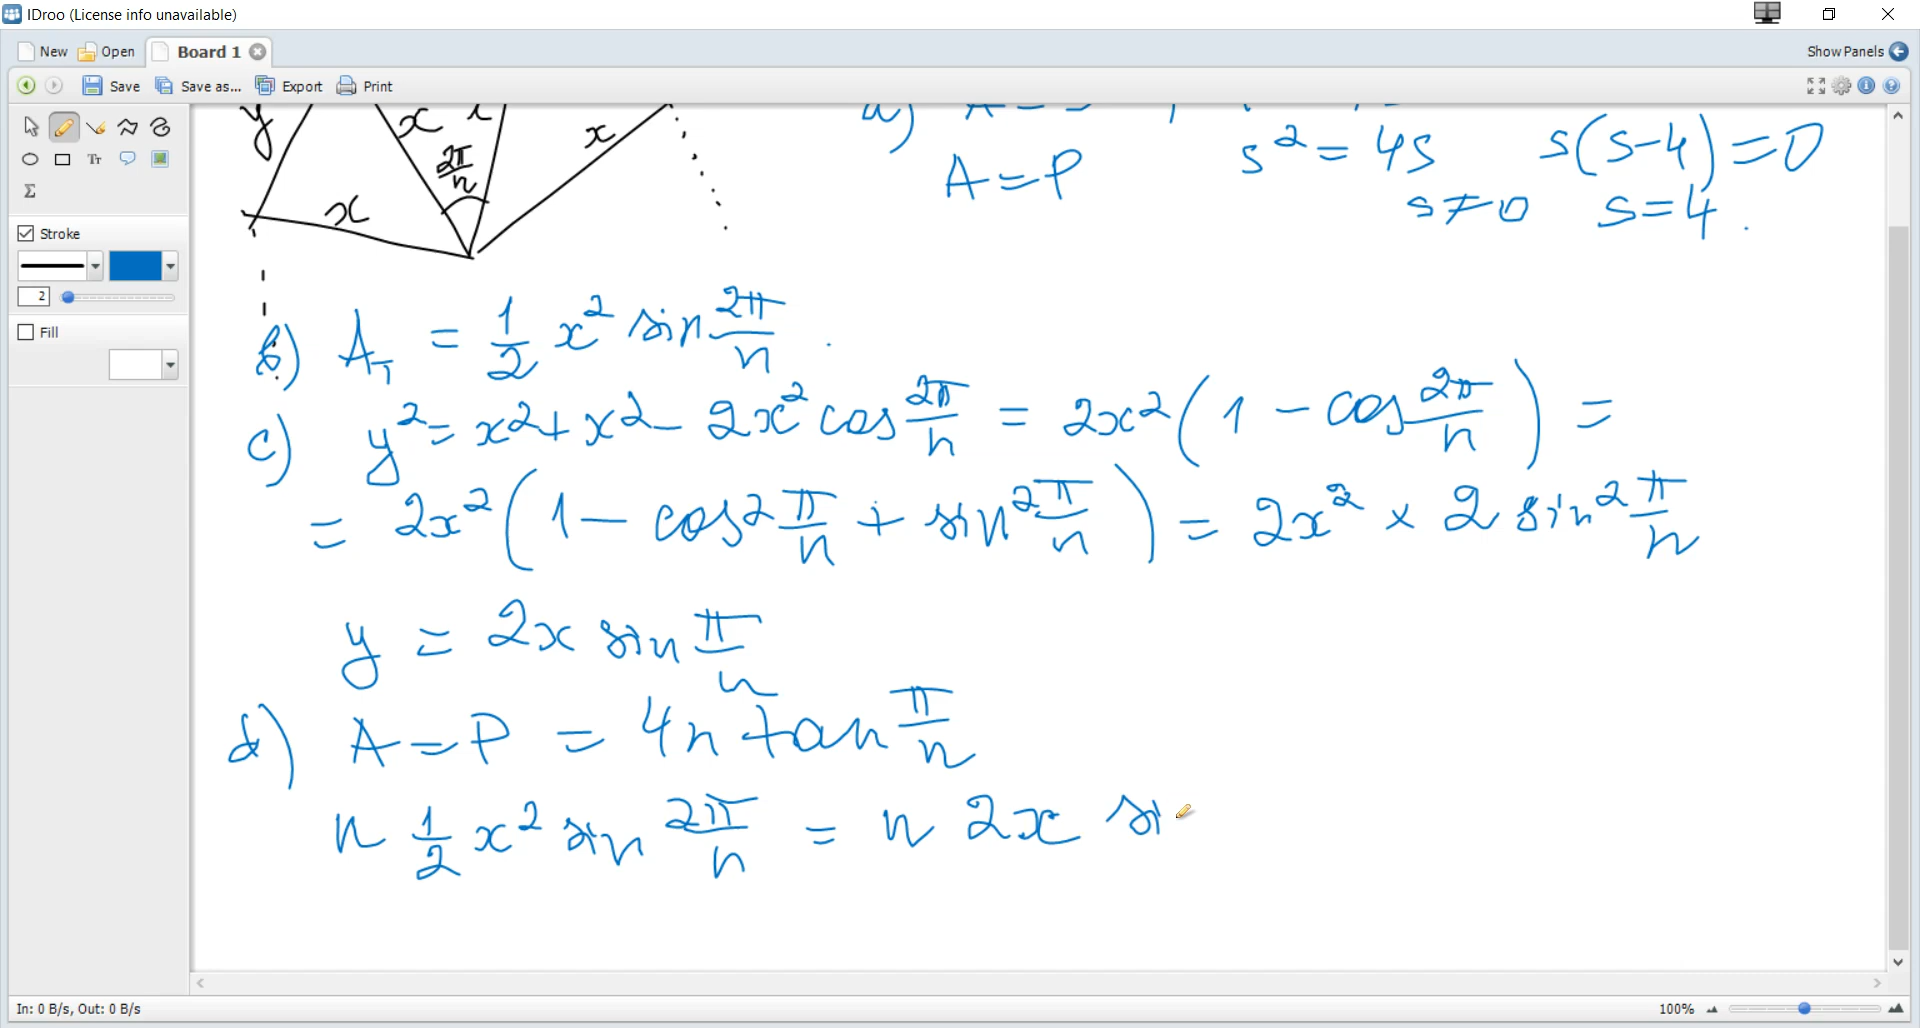 IDroo (License info unavailable)
New Open Board 1 Show Panels
Save Save as... Export Print
Tt
Σ
Stroke
2
Fill
y x x
2π/n
x
a)
A=P
s² = 4s s(s-4)=0
s≠0 s=4.
b) A_T = 1/2 x² sin 2π/n .
c) y² = x²+x² - 2x² cos 2π/n = 2x² (1 - cos 2π/n) =
= 2x² (1 - cos² π/n + sin² π/n) = 2x² × 2 sin² π/n
y = 2x sin π/n
d) A = P = 4n tan π/n
n 1/2 x² sin 2π/n = n 2x si
In: 0 B/s, Out: 0 B/s 100%